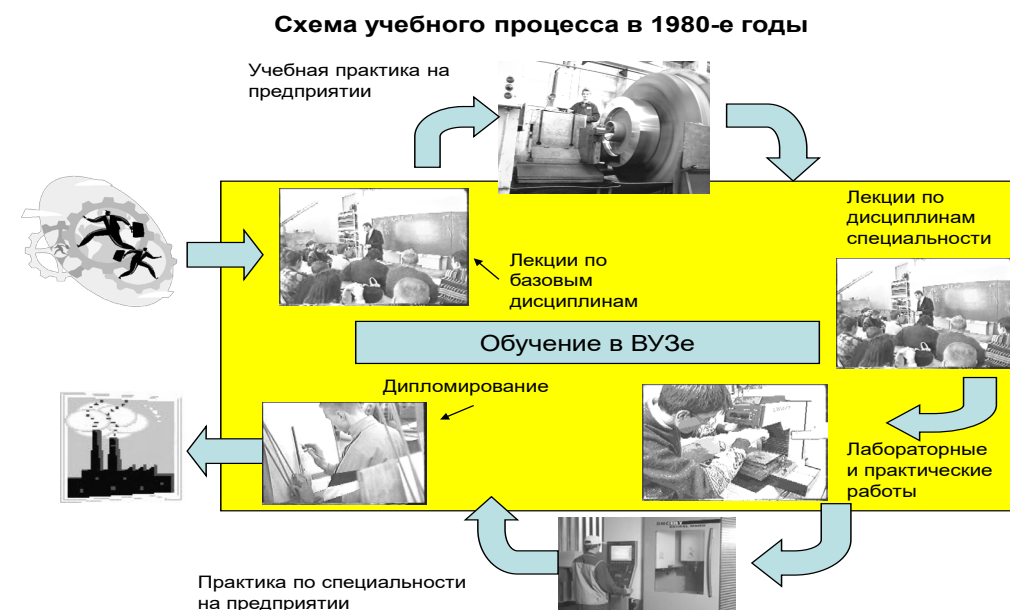 Схема учебного процесса в 1980-е годы
Учебная практика на
предприятии
Лекции по
дисциплинам
специальности
Лекции по
базовым
дисциплинам
Обучение в ВУЗе
Дипломирование
Лабораторные
и практические
работы
Практика по специальности
на предприятии